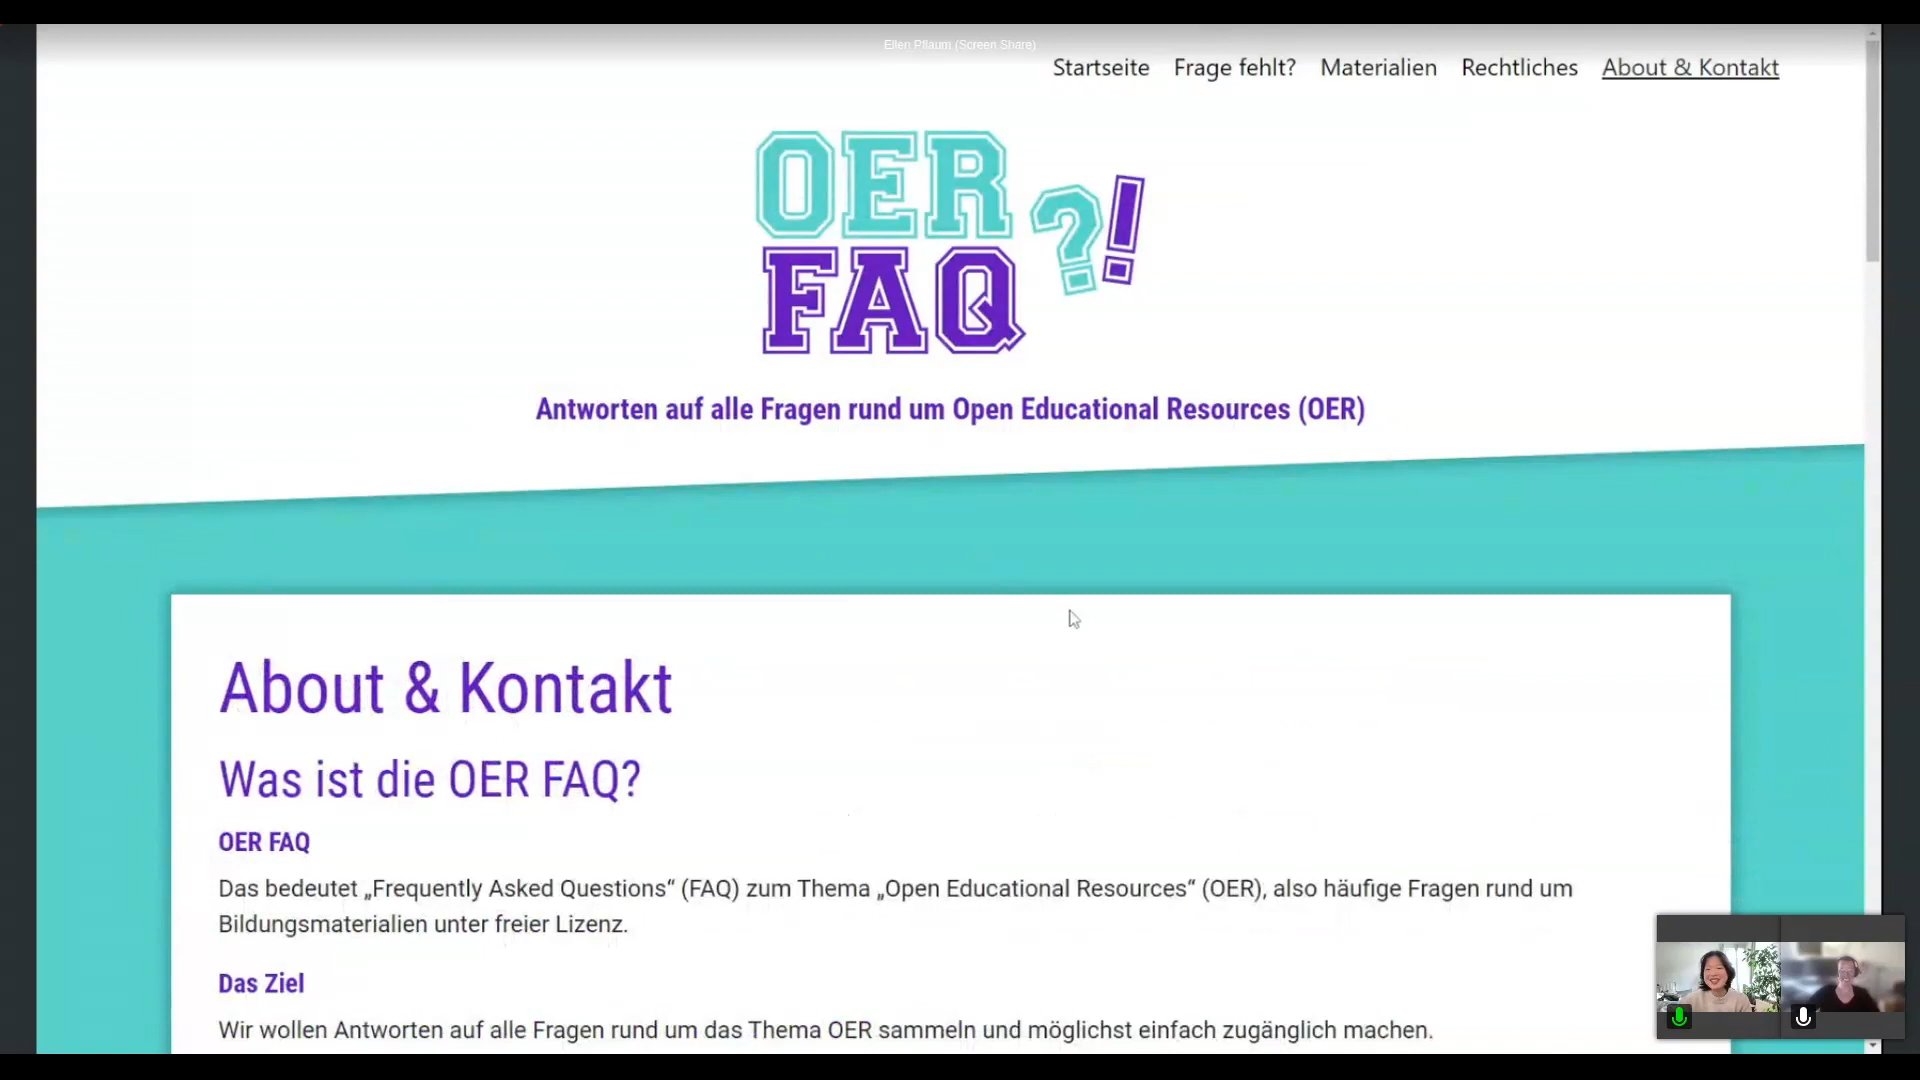 Ellen Pflaum (Screen Share)
Startseite Frage fehlt? Materialien Rechtliches About & Kontakt
OER
FAQ ?!
Antworten auf alle Fragen rund um Open Educational Resources (OER)
About & Kontakt
Was ist die OER FAQ?
OER FAQ
Das bedeutet „Frequently Asked Questions“ (FAQ) zum Thema „Open Educational Resources“ (OER), also häufige Fragen rund um
Bildungsmaterialien unter freier Lizenz.
Das Ziel
Wir wollen Antworten auf alle Fragen rund um das Thema OER sammeln und möglichst einfach zugänglich machen.